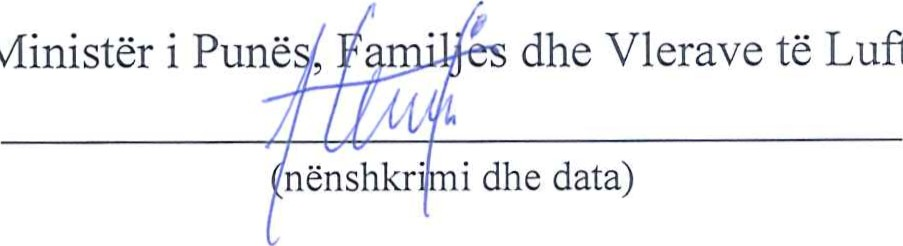 Ministër i Punës, Familjes dhe Vlerave të Luft
(nënshkrimi dhe data)